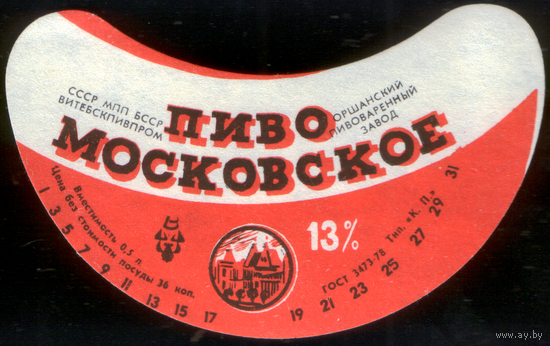 СССР МПП БССР
ВИТЕБСКПИВПРОМ
ОРШАНСКИЙ
ПИВОВАРЕННЫЙ
ЗАВОД
ПИВО
МОСКОВСКОЕ
Вместимость 0,5 л.
Цена без стоимости посуды 36 коп.
13%
ГОСТ 3473-78 Тип. «К. П.»
1 3 5 7 9 11 13 15 17 19 21 23 25 27 29 31
www.ay.by